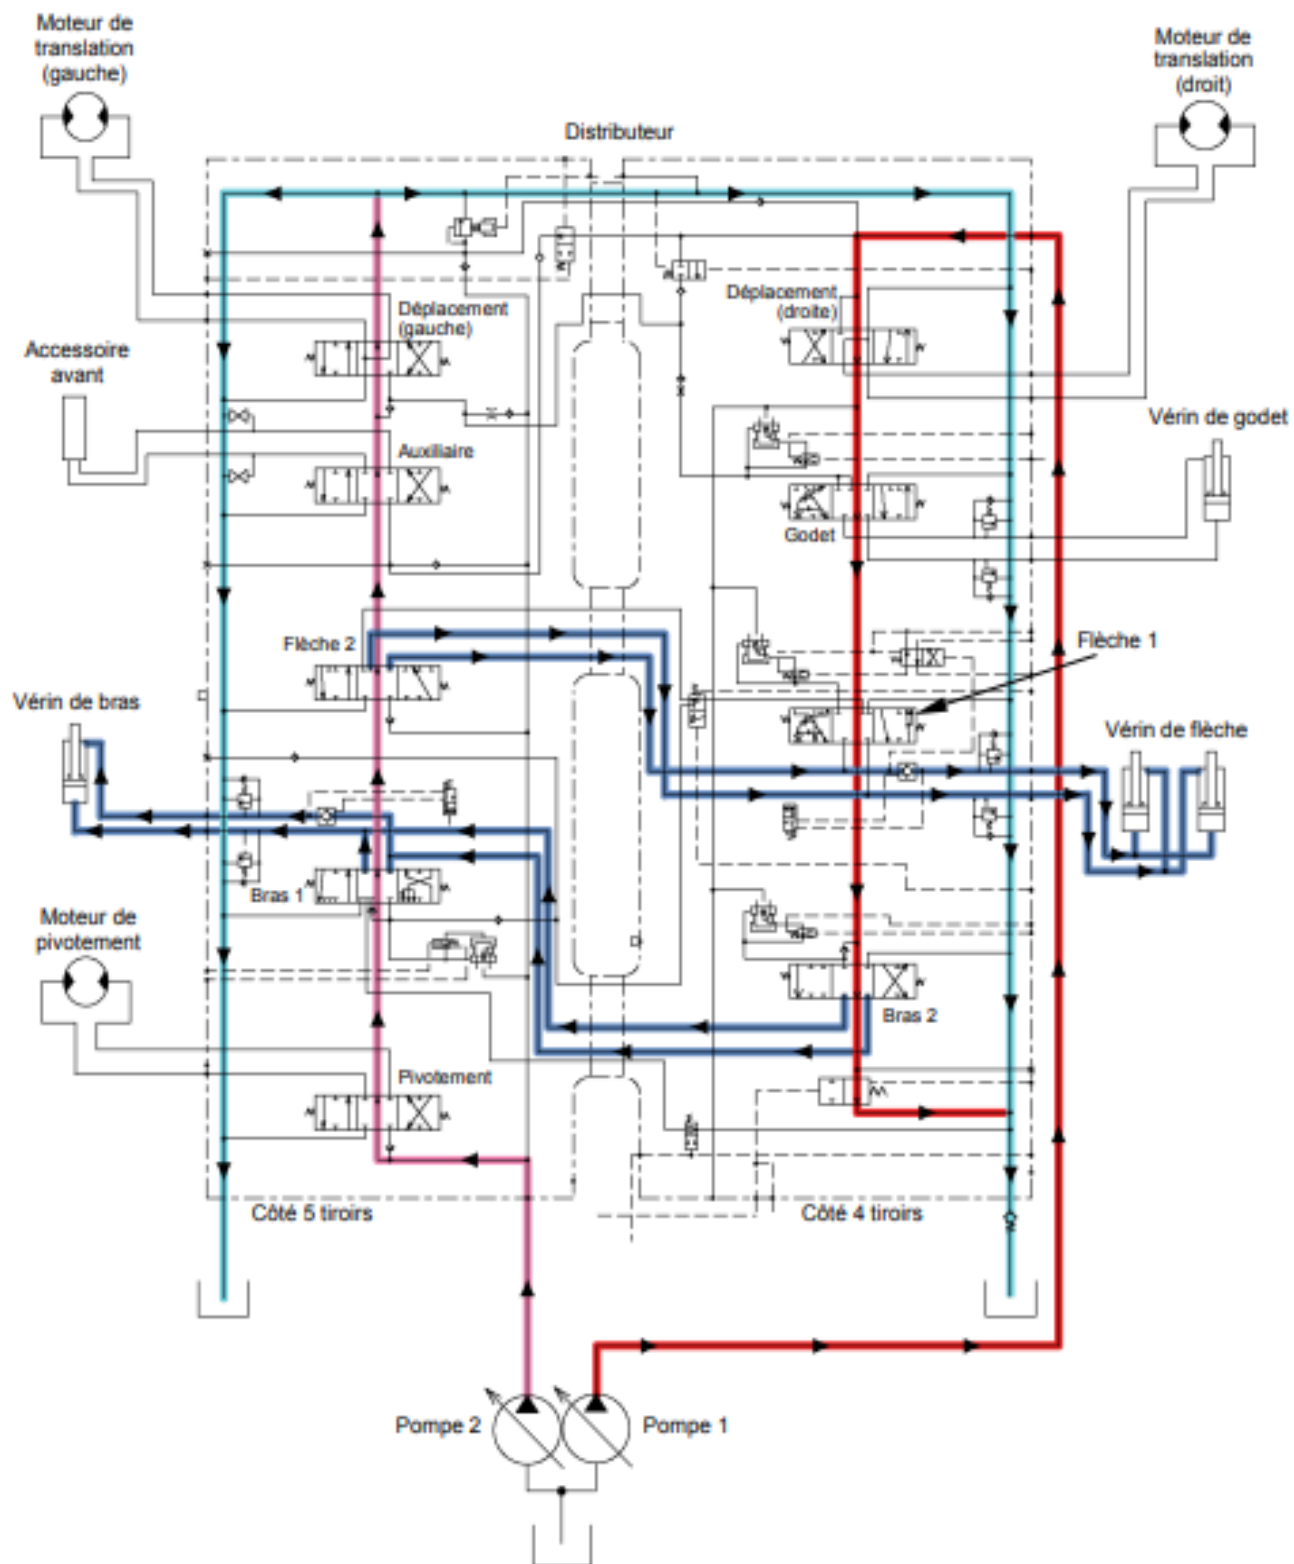 Moteur de
translation
(gauche)
Moteur de
translation
(droit)
Distributeur
Déplacement
(gauche)
Déplacement
(droite)
Accessoire
avant
Vérin de godet
Auxiliaire
Godet
Flèche 2
Flèche 1
Vérin de bras
Vérin de flèche
Bras 1
Moteur de
pivotement
Bras 2
Pivotement
Côté 5 tiroirs
Côté 4 tiroirs
Pompe 2
Pompe 1